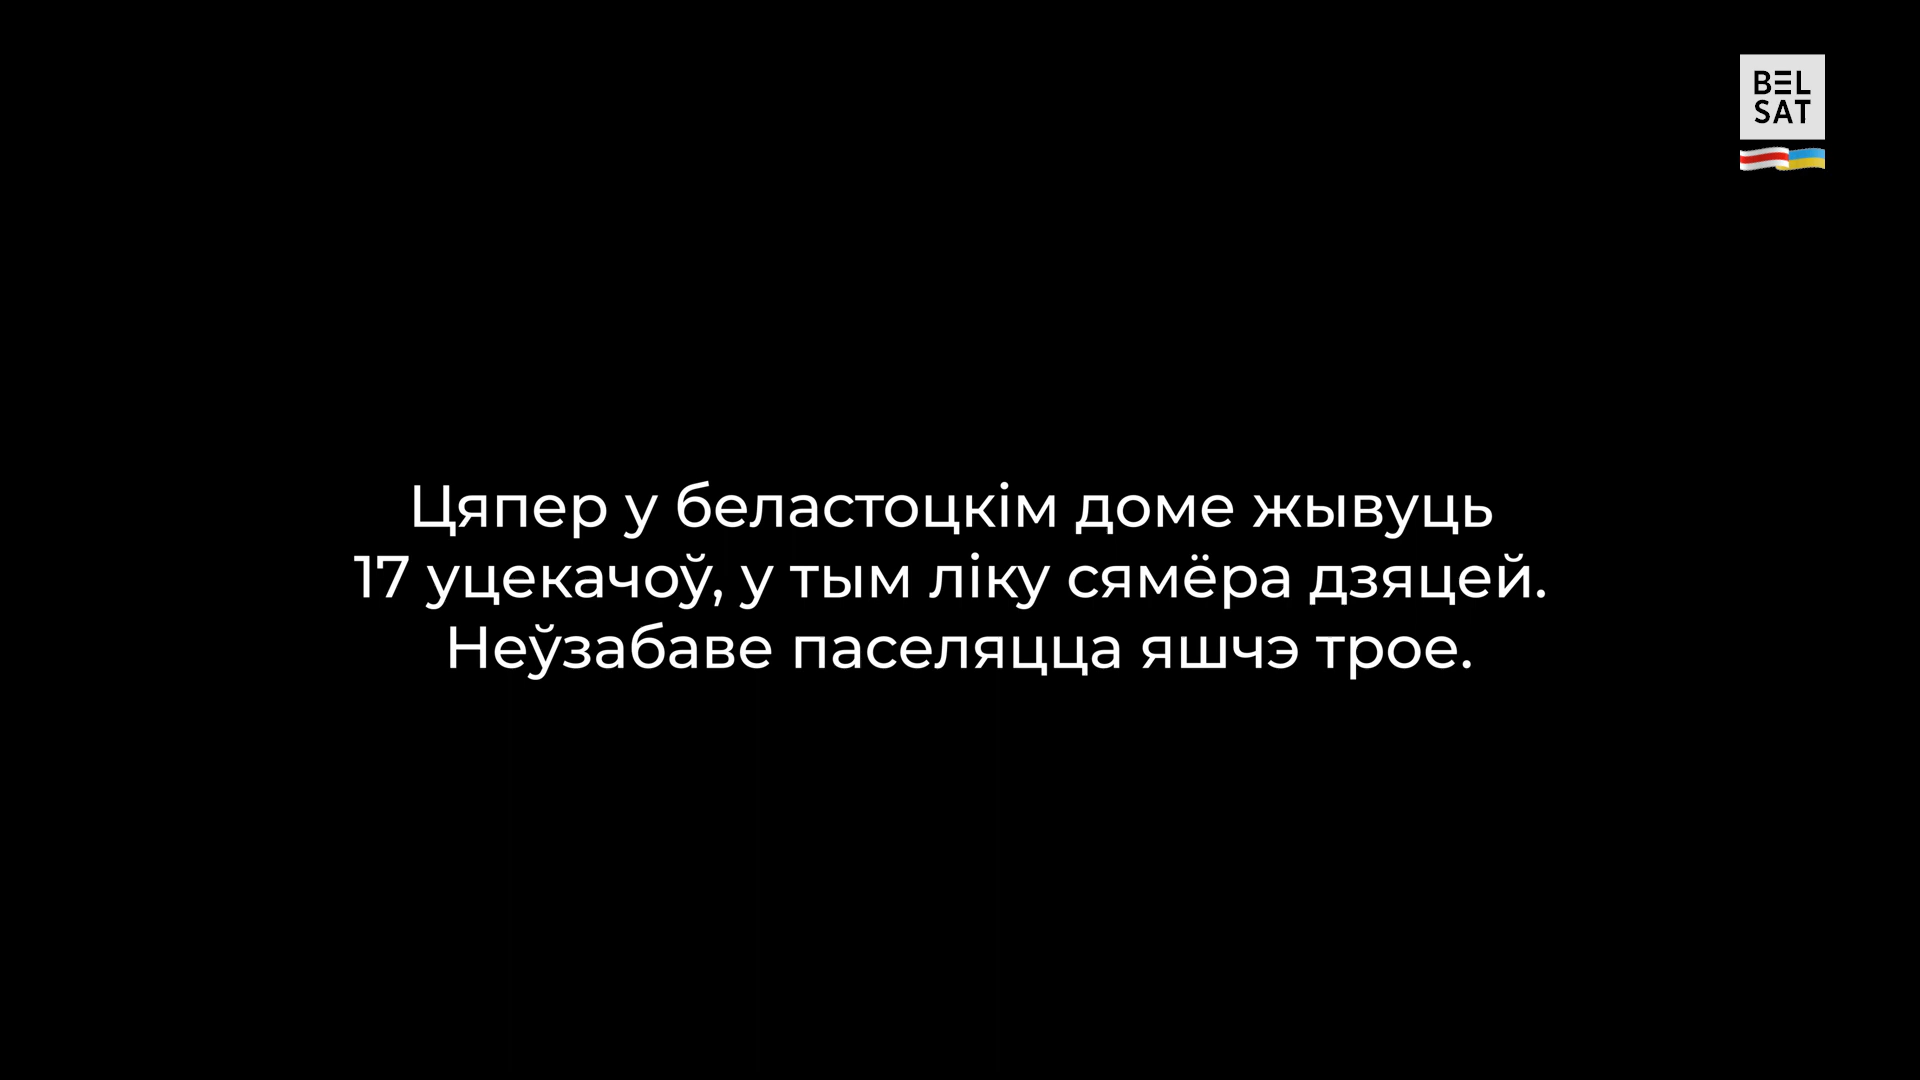 BEL
SAT
Цяпер у беластоцкім доме жывуць
17 уцекачоў, у тым ліку сямёра дзяцей.
Неўзабаве паселяцца яшчэ трое.